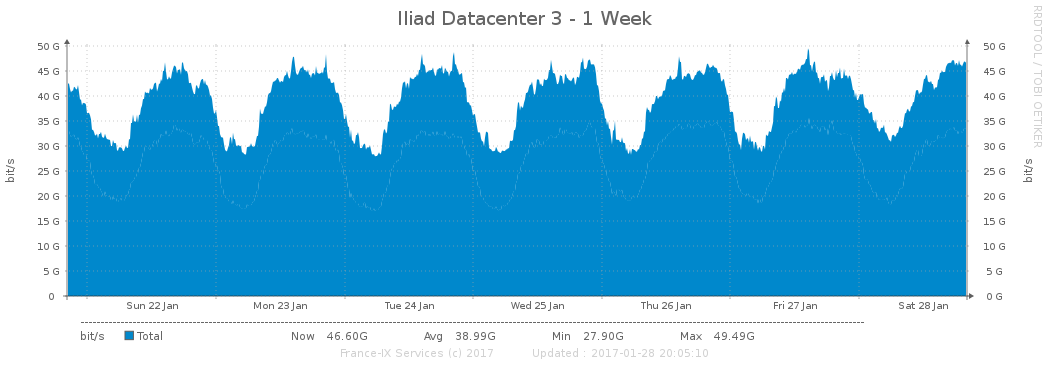 Iliad Datacenter 3 - 1 Week
RRDTOOL / TOBI OETIKER
bit/s
bit/s
50 G 50 G
45 G 45 G
40 G 40 G
35 G 35 G
30 G 30 G
25 G 25 G
20 G 20 G
15 G 15 G
10 G 10 G
5 G 5 G
0 0 G
Sun 22 Jan Mon 23 Jan Tue 24 Jan Wed 25 Jan Thu 26 Jan Fri 27 Jan Sat 28 Jan
bit/s Total Now 46.60G Avg 38.99G Min 27.90G Max 49.49G
France-IX Services (c) 2017 Updated : 2017-01-28 20:05:10